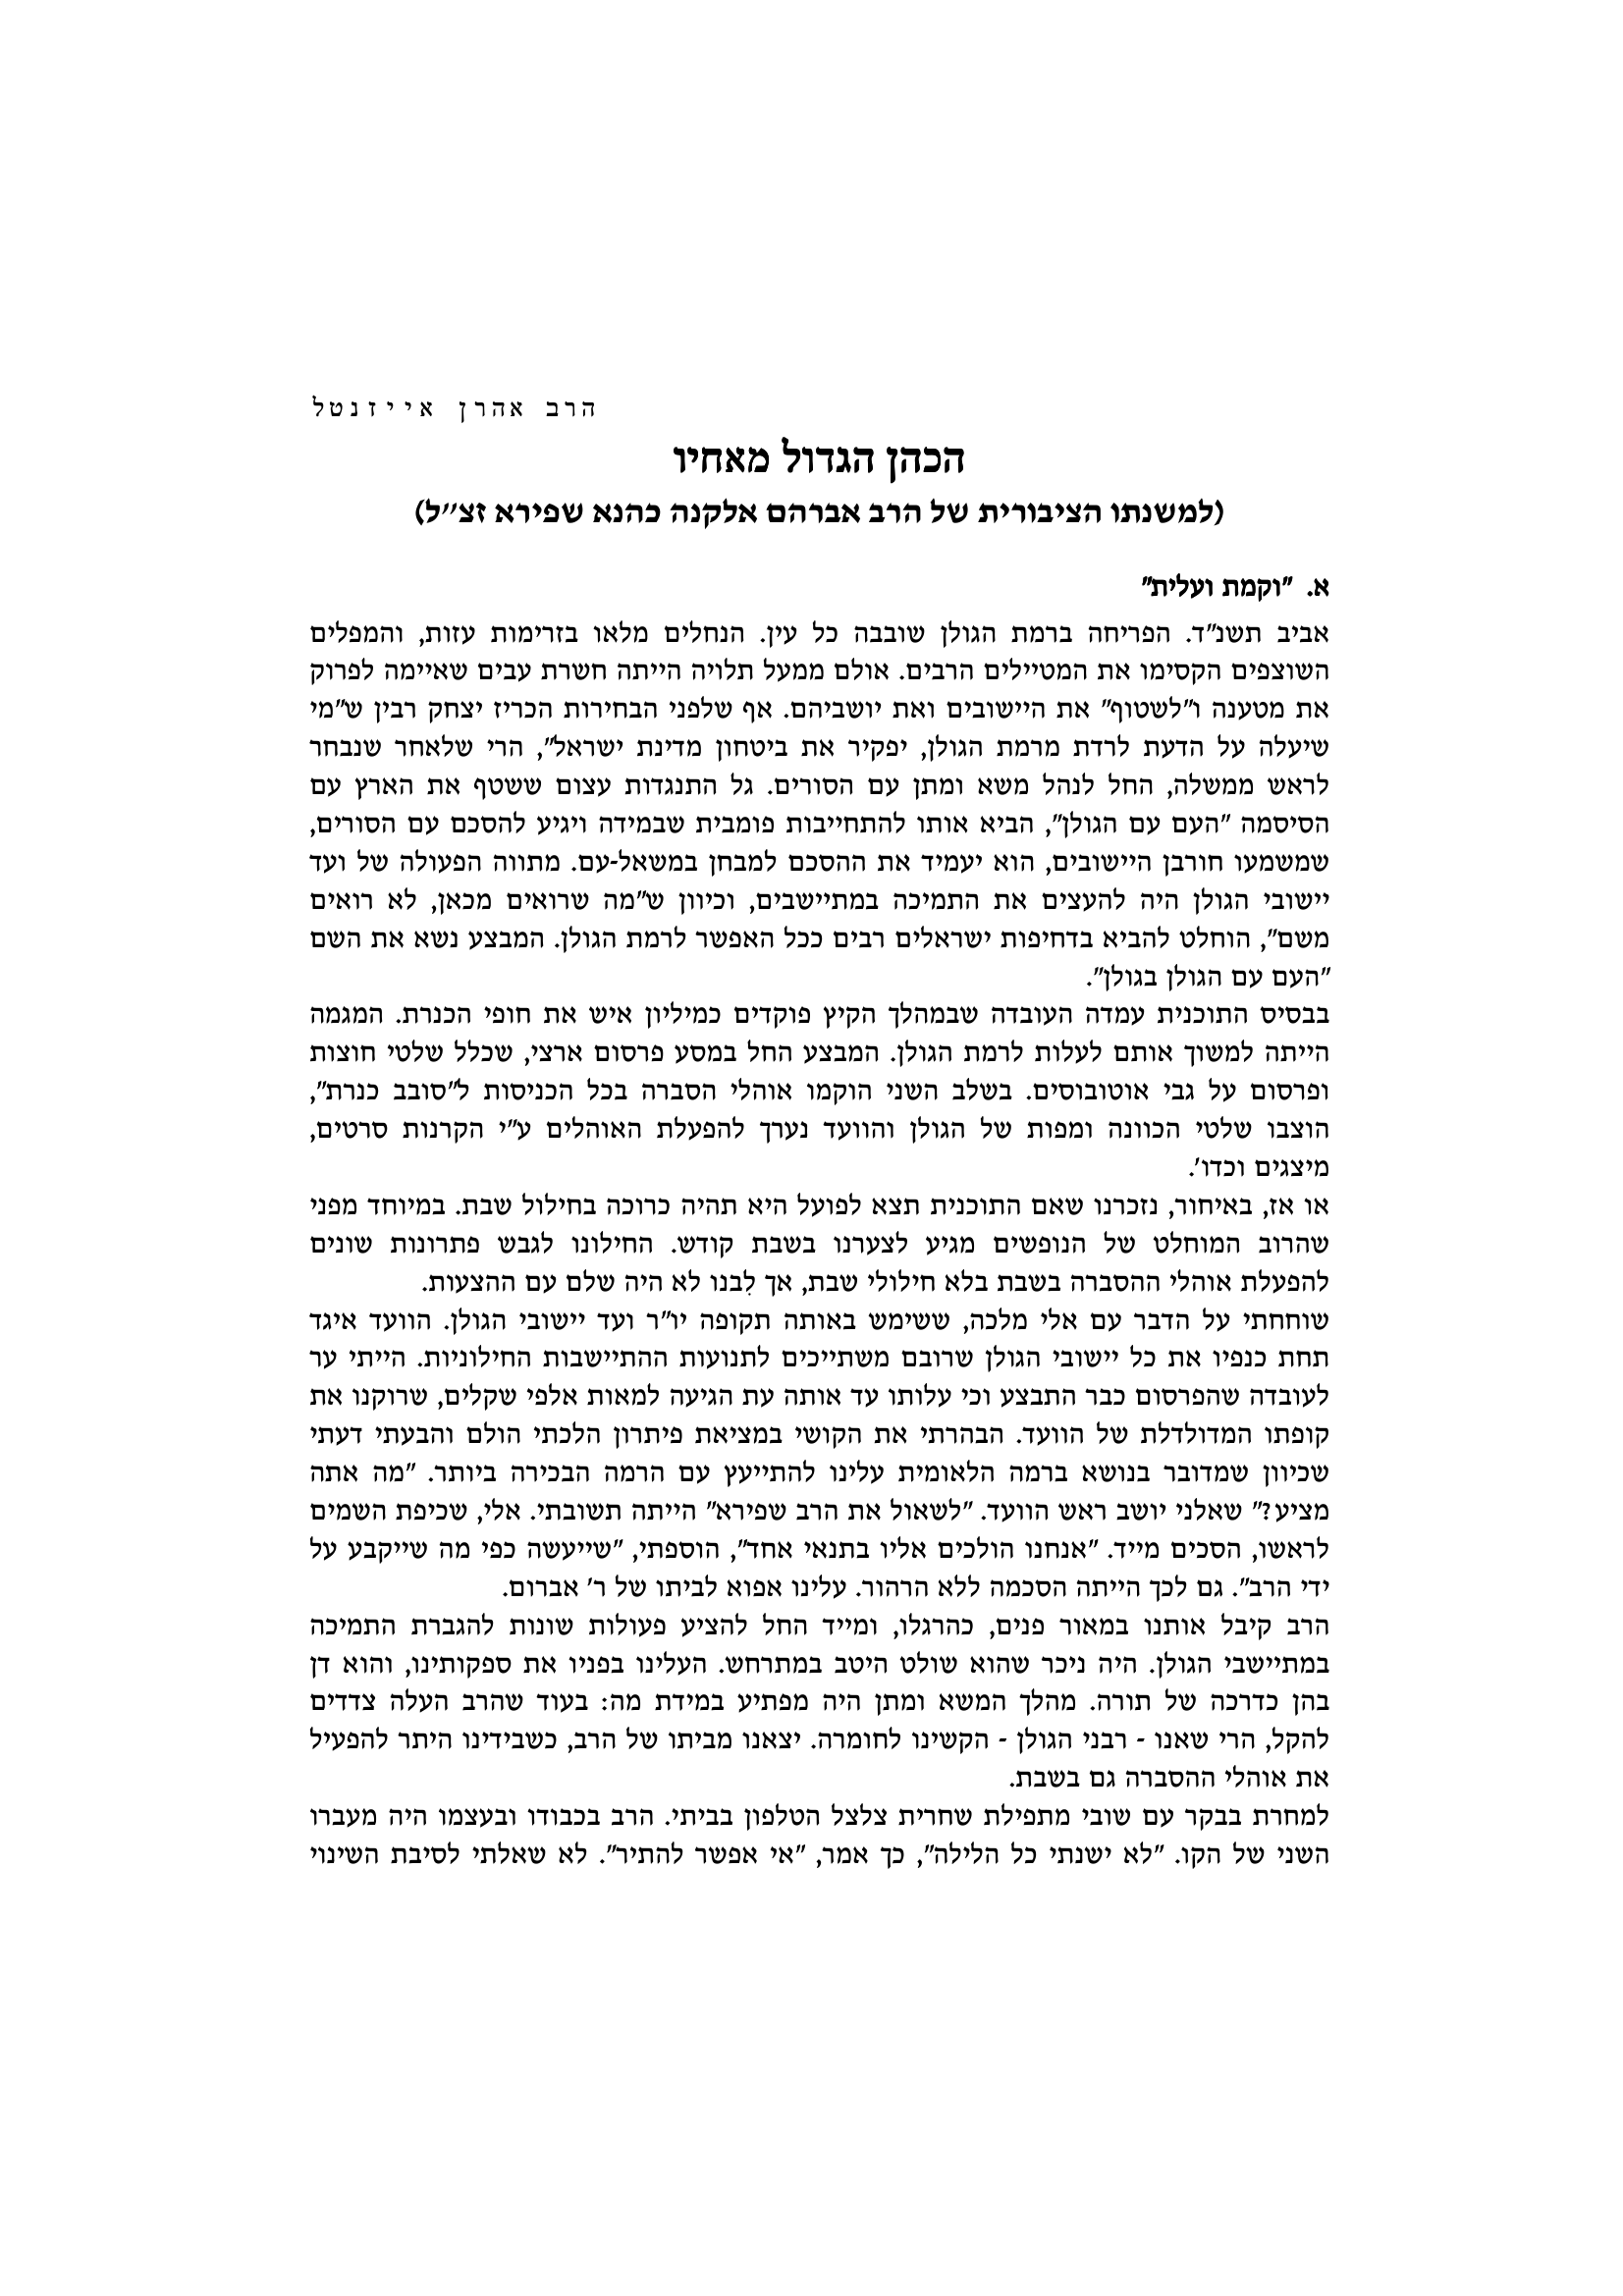 הרב אהרן אייזנטל
הכהן הגדול מאחיו
(למשנתו הציבורית של הרב אברהם אלקנה כהנא שפירא זצ״ל)
א. "וקמת ועלית"
אביב תשנ"ד. הפריחה ברמת הגולן שובבה כל עין. הנחלים מלאו בזרימות עזות, והמפלים
השוצפים הקסימו את המטיילים הרבים. אולם ממעל תלויה הייתה חשרת עבים שאיימה לפרוק
את מטענה ו"לשטוף" את היישובים ואת יושביהם. אף שלפני הבחירות הכריז יצחק רבין ש"מי
שיעלה על הדעת לרדת מרמת הגולן, יפקיר את ביטחון מדינת ישראל", הרי שלאחר שנבחר
לראש ממשלה, החל לנהל משא ומתן עם הסורים. גל התנגדות עצום ששטף את הארץ עם
הסיסמה "העם עם הגולן", הביא אותו להתחייבות פומבית שבמידה ויגיע להסכם עם הסורים,
שמשמעו חורבן היישובים, הוא יעמיד את ההסכם למבחן במשאל-עם. מתווה הפעולה של ועד
יישובי הגולן היה להעצים את התמיכה במתיישבים, וכיוון ש"מה שרואים מכאן, לא רואים
משם", הוחלט להביא בדחיפות ישראלים רבים ככל האפשר לרמת הגולן. המבצע נשא את השם
"העם עם הגולן בגולן".
בבסיס התוכנית עמדה העובדה שבמהלך הקיץ פוקדים כמיליון איש את חופי הכנרת. המגמה
הייתה למשוך אותם לעלות לרמת הגולן. המבצע החל במסע פרסום ארצי, שכלל שלטי חוצות
ופרסום על גבי אוטובוסים. בשלב השני הוקמו אוהלי הסברה בכל הכניסות ל"סובב כנרת",
הוצבו שלטי הכוונה ומפות של הגולן והוועד נערך להפעלת האוהלים ע"י הקרנות סרטים,
מיצגים וכדו'.
או אז, באיחור, נזכרנו שאם התוכנית תצא לפועל היא תהיה כרוכה בחילול שבת. במיוחד מפני
שהרוב המוחלט של הנופשים מגיע לצערנו בשבת קודש. החילונו לגבש פתרונות שונים
להפעלת אוהלי ההסברה בשבת בלא חילולי שבת, אך לִבנו לא היה שלם עם ההצעות.
שוחחתי על הדבר עם אלי מלכה, ששימש באותה תקופה יו"ר ועד יישובי הגולן. הוועד איגד
תחת כנפיו את כל יישובי הגולן שרובם משתייכים לתנועות ההתיישבות החילוניות. הייתי ער
לעובדה שהפרסום כבר התבצע וכי עלותו עד אותה עת הגיעה למאות אלפי שקלים, שרוקנו את
קופתו המדולדלת של הוועד. הבהרתי את הקושי במציאת פיתרון הלכתי הולם והבעתי דעתי
שכיוון שמדובר בנושא ברמה הלאומית עלינו להתייעץ עם הרמה הבכירה ביותר. "מה אתה
מציע?" שאלני יושב ראש הוועד. "לשאול את הרב שפירא" הייתה תשובתי. אלי, שכיפת השמים
לראשו, הסכים מייד. "אנחנו הולכים אליו בתנאי אחד", הוספתי, "שייעשה כפי מה שייקבע על
ידי הרב". גם לכך הייתה הסכמה ללא הרהור. עלינו אפוא לביתו של ר' אברום.
הרב קיבל אותנו במאור פנים, כהרגלו, ומייד החל להציע פעולות שונות להגברת התמיכה
במתיישבי הגולן. היה ניכר שהוא שולט היטב במתרחש. העלינו בפניו את ספקותינו, והוא דן
בהן כדרכה של תורה. מהלך המשא ומתן היה מפתיע במידת מה: בעוד שהרב העלה צדדים
להקל, הרי שאנו - רבני הגולן - הקשינו לחומרה. יצאנו מביתו של הרב, כשבידינו היתר להפעיל
את אוהלי ההסברה גם בשבת.
למחרת בבקר עם שובי מתפילת שחרית צלצל הטלפון בביתי. הרב בכבודו ובעצמו היה מעברו
השני של הקו. "לא ישנתי כל הלילה", כך אמר, "אי אפשר להתיר". לא שאלתי לסיבת השינוי